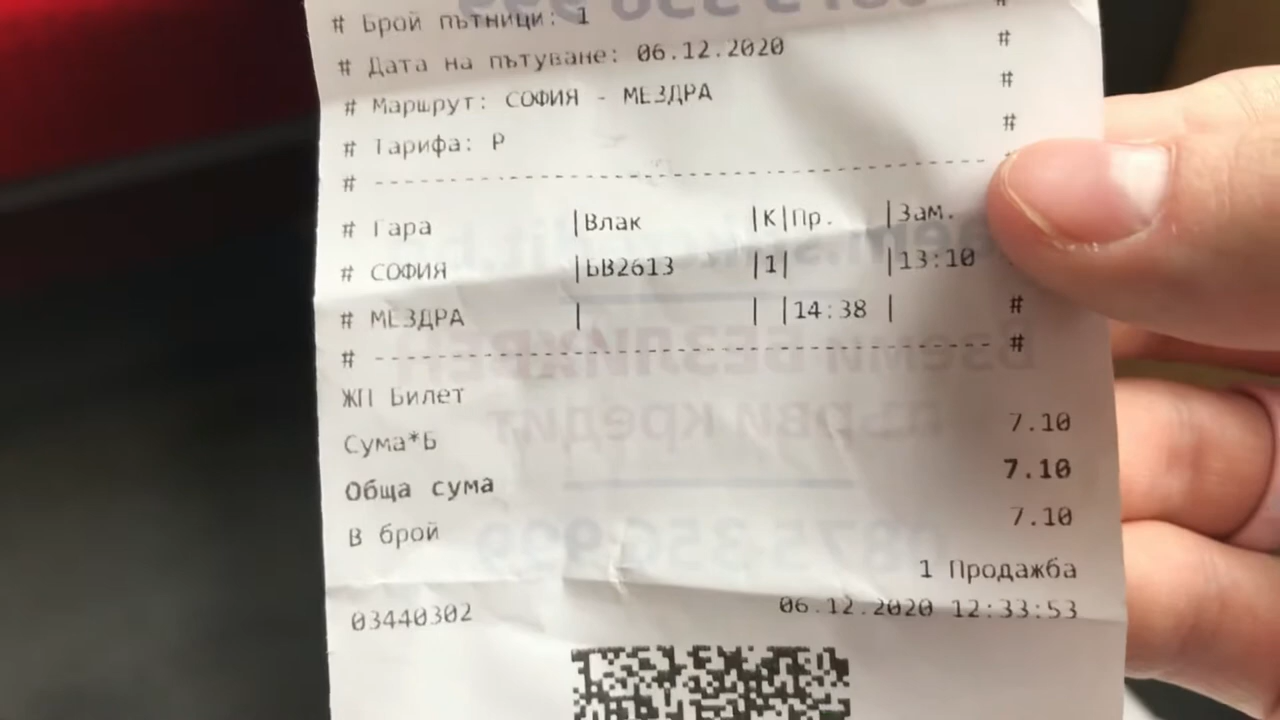 # Брой пътници: 1 #
# Дата на пътуване: 06.12.2020 #
# Маршрут: СОФИЯ - МЕЗДРА #
# Тарифа: Р #
# -------------------------------------------
# Гара |Влак |К|Пр. |Зам.
# СОФИЯ |БВ2613 |1| |13:10
# МЕЗДРА | | |14:38 | #
# ------------------------------------------- #
ЖП Билет
Сума*Б 7.10
Обща сума 7.10
В брой 7.10
1 Продажба
03440302 06.12.2020 12:33:53